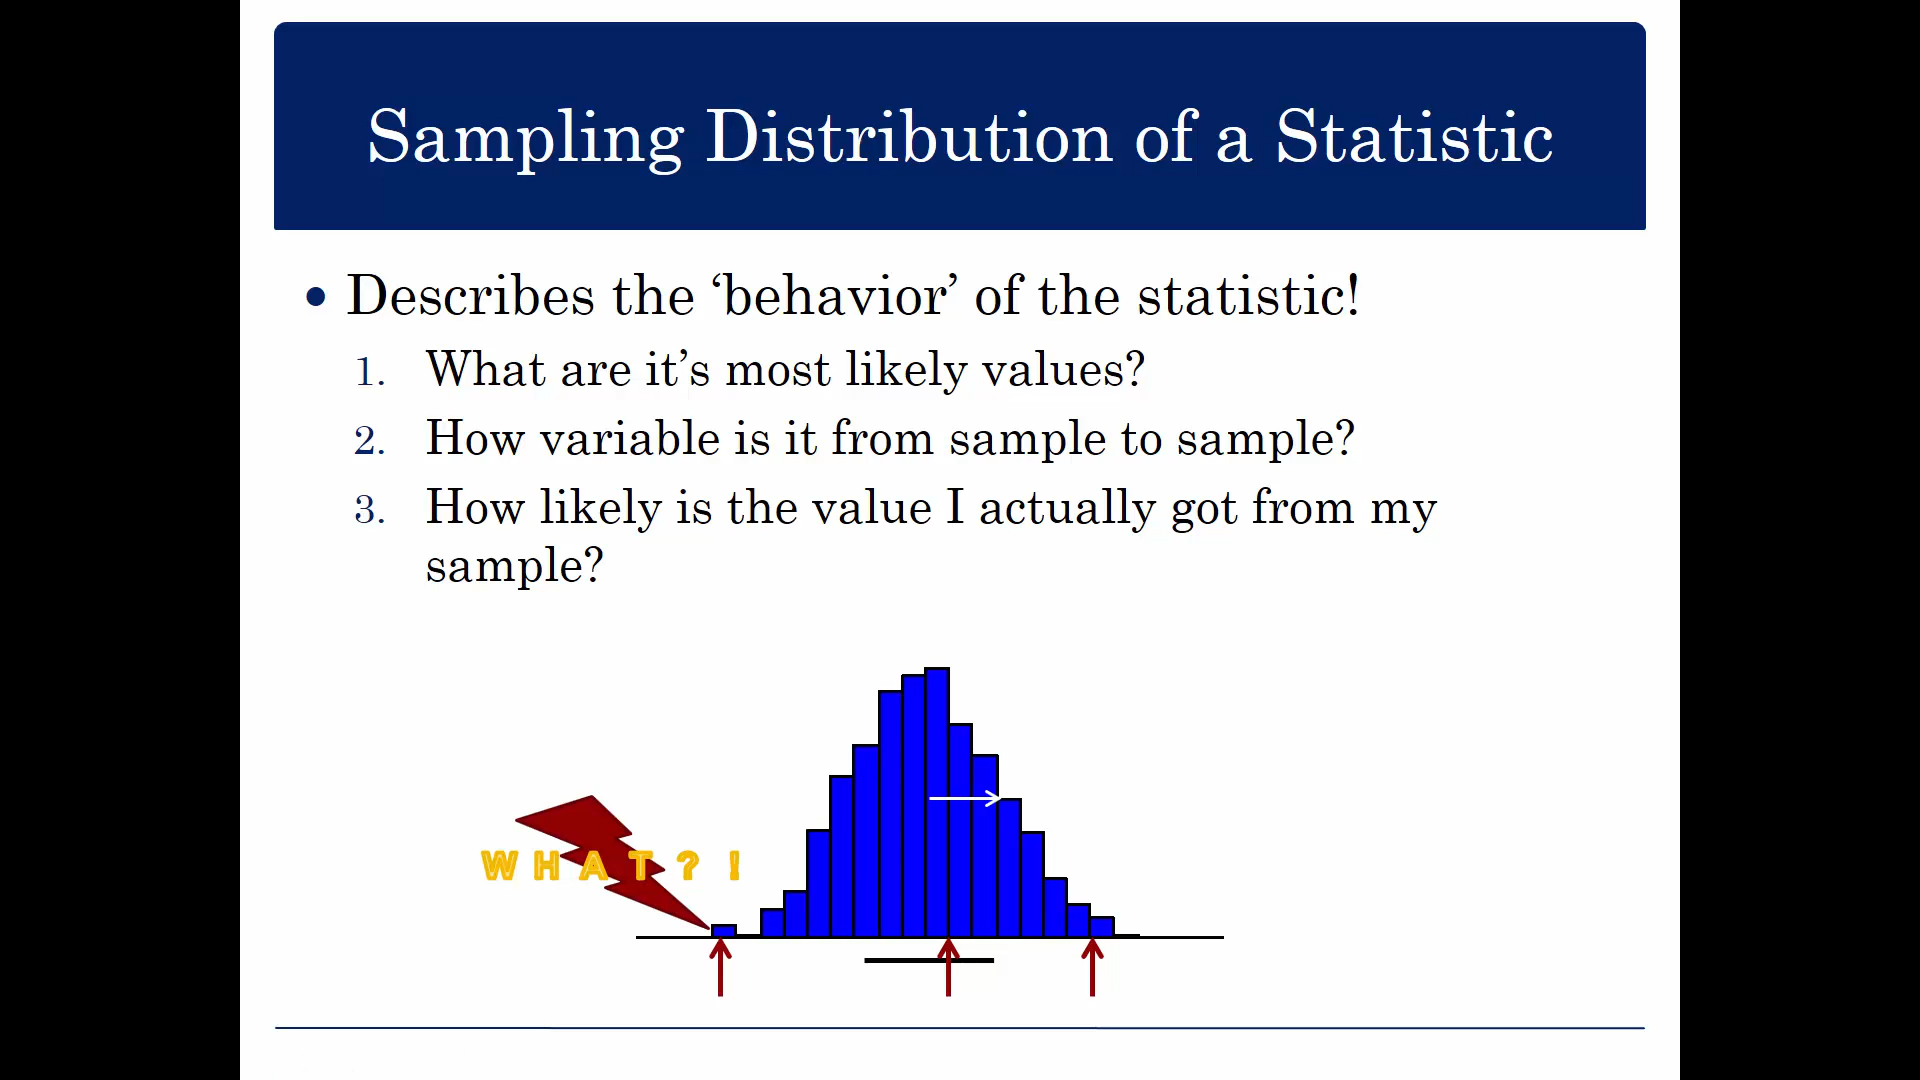 Sampling Distribution of a Statistic
• Describes the ‘behavior’ of the statistic!
1. What are it’s most likely values?
2. How variable is it from sample to sample?
3. How likely is the value I actually got from my
sample?
W H A T ? !